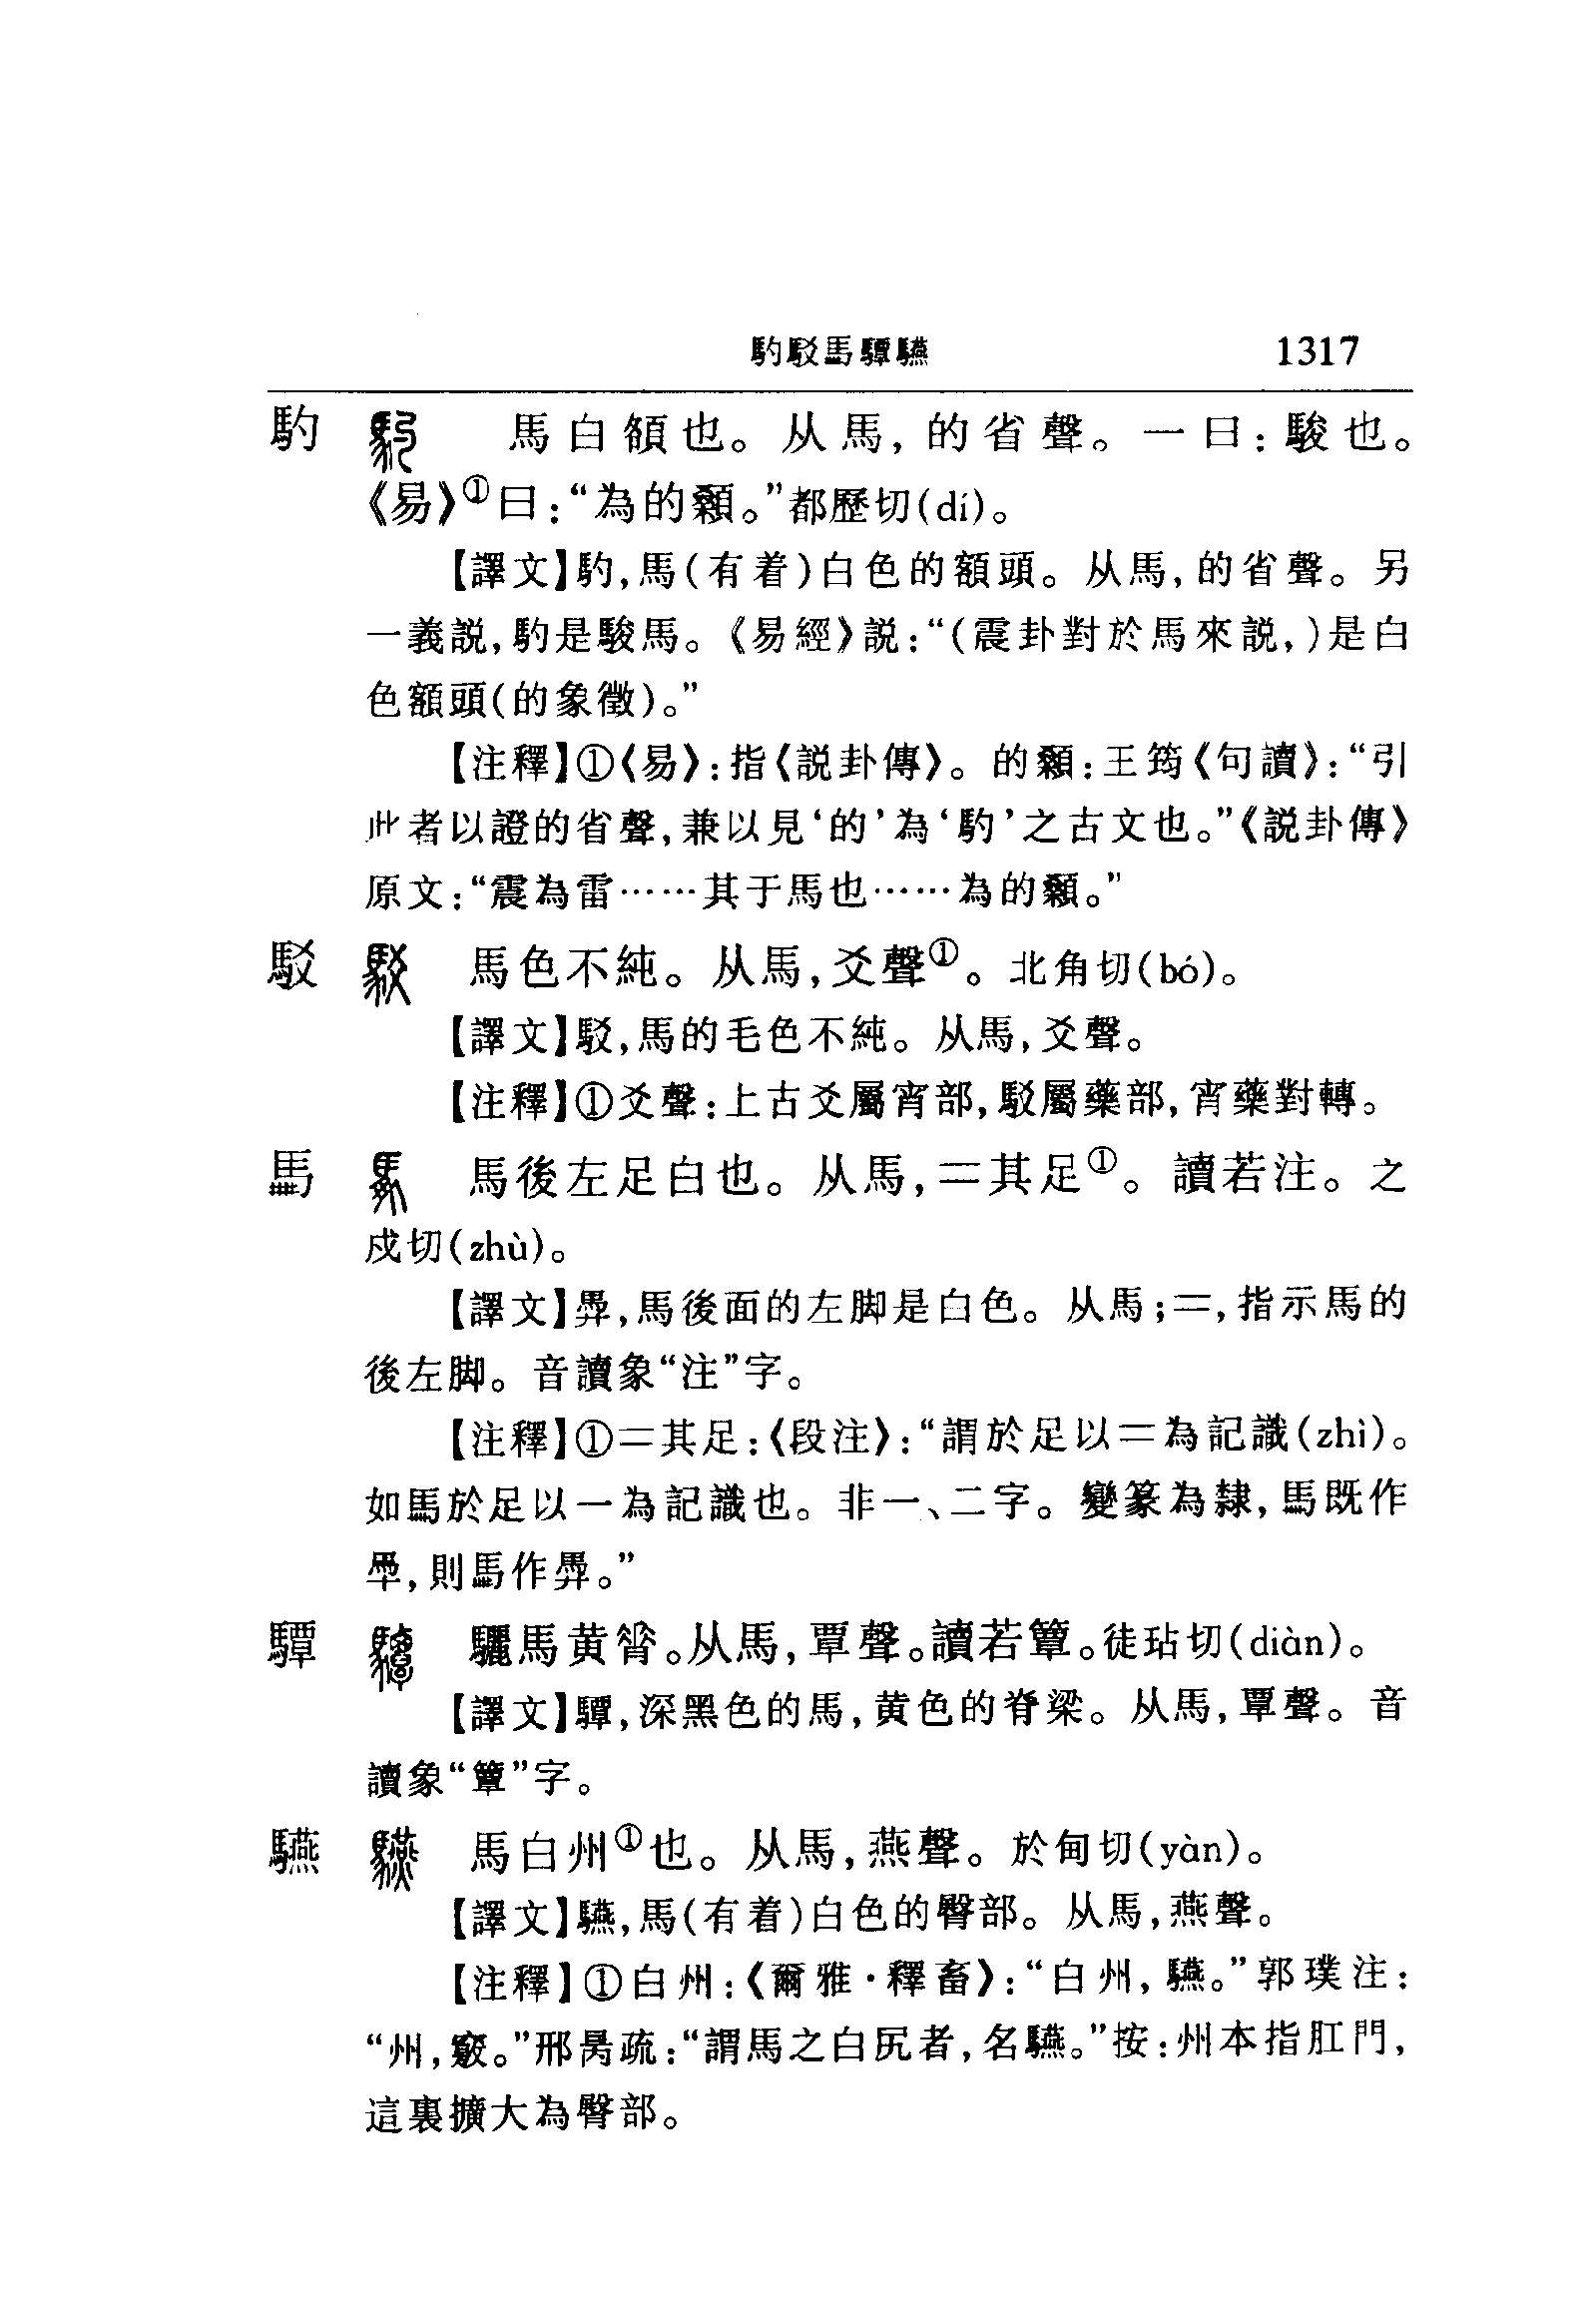 馰駁馵驔驠 1317
馰 馬白頟也。从馬，的省聲。一曰：駿也。
《易》①曰：“為的顙。”都歷切(dí)。
【譯文】馰，馬(有着)白色的額頭。从馬，的省聲。另
一義説，馰是駿馬。《易經》説：“(震卦對於馬來説，)是白
色額頭(的象徵)。”
【注釋】①《易》：指《説卦傳》。的顙：王筠《句讀》：“引
此者以證的省聲，兼以見‘的’為‘馰’之古文也。”《説卦傳》
原文：“震為雷……其于馬也……為的顙。”
駁 馬色不純。从馬，爻聲①。北角切(bó)。
【譯文】駁，馬的毛色不純。从馬，爻聲。
【注釋】①爻聲：上古爻屬宵部，駁屬藥部，宵藥對轉。
馵 馬後左足白也。从馬，二其足①。讀若注。之
戍切(zhù)。
【譯文】馵，馬後面的左脚是白色。从馬；二，指示馬的
後左脚。音讀象“注”字。
【注釋】①二其足：《段注》：“謂於足以二為記識(zhì)。
如馬於足以一為記識也。非一、二字。變篆為隸，馬既作
馬，則馵作馵。”
驔 驪馬黄脊。从馬，覃聲。讀若簟。徒玷切(diàn)。
【譯文】驔，深黑色的馬，黄色的脊梁。从馬，覃聲。音
讀象“簟”字。
驠 馬白州①也。从馬，燕聲。於甸切(yàn)。
【譯文】驠，馬(有着)白色的臀部。从馬，燕聲。
【注釋】①白州：《爾雅·釋畜》：“白州，驠。”郭璞注：
“州，竅。”邢昺疏：“謂馬之白尻者，名驠。”按：州本指肛門，
這裏擴大為臀部。